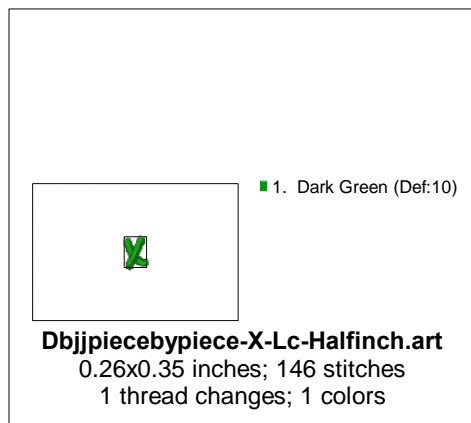 1. Dark Green (Def:10)
X
Dbjjpiecebypiece-X-Lc-Halfinch.art
0.26x0.35 inches; 146 stitches
1 thread changes; 1 colors